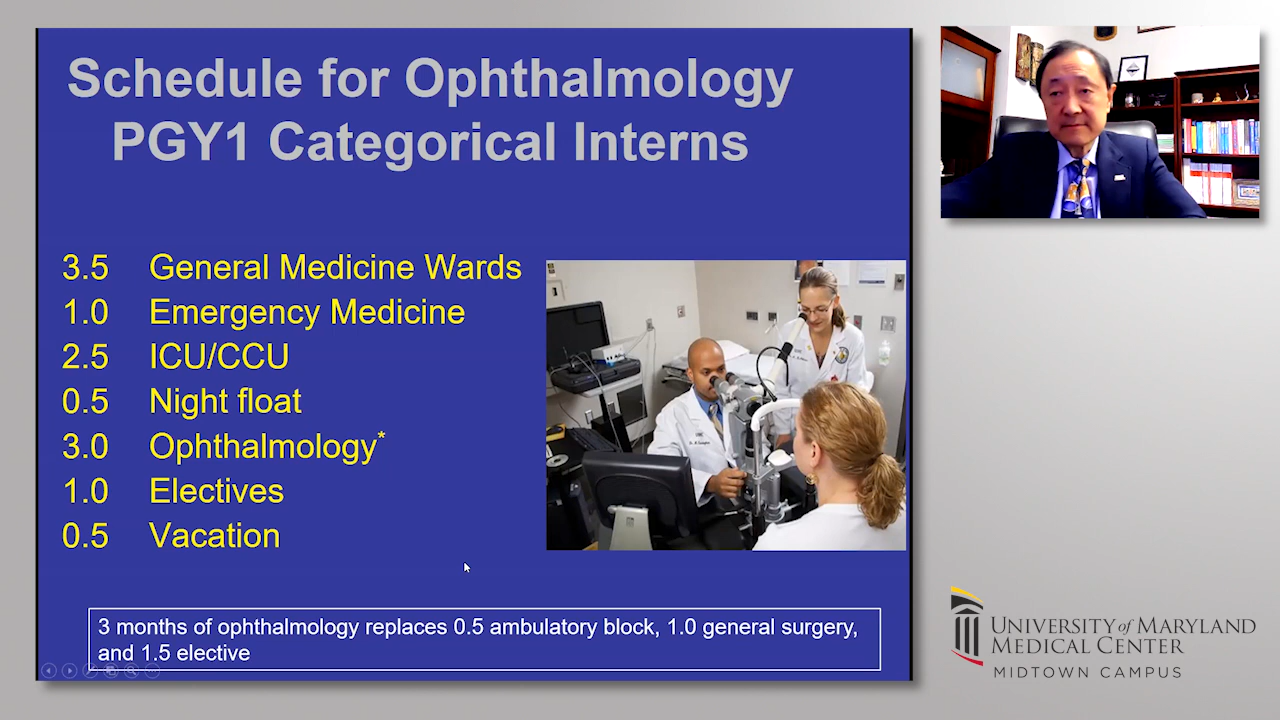 Schedule for Ophthalmology
PGY1 Categorical Interns
3.5 General Medicine Wards
1.0 Emergency Medicine
2.5 ICU/CCU
0.5 Night float
3.0 Ophthalmology*
1.0 Electives
0.5 Vacation
3 months of ophthalmology replaces 0.5 ambulatory block, 1.0 general surgery,
and 1.5 elective
UNIVERSITY of MARYLAND
MEDICAL CENTER
MIDTOWN CAMPUS